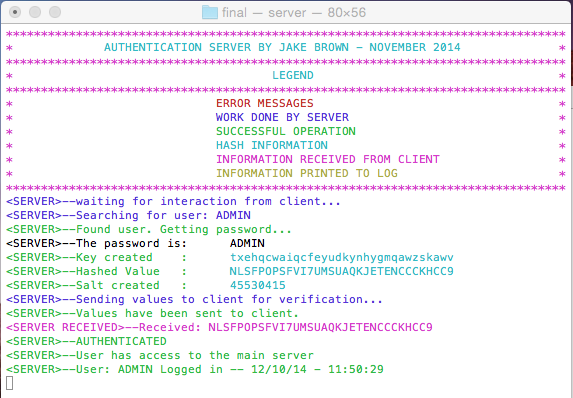 final — server — 80×56
********************************************************************************
* AUTHENTICATION SERVER BY JAKE BROWN - NOVEMBER 2014 *
********************************************************************************
* LEGEND *
********************************************************************************
* ERROR MESSAGES *
* WORK DONE BY SERVER *
* SUCCESSFUL OPERATION *
* HASH INFORMATION *
* INFORMATION RECEIVED FROM CLIENT *
* INFORMATION PRINTED TO LOG *
********************************************************************************
<SERVER>--waiting for interaction from client...
<SERVER>--Searching for user: ADMIN
<SERVER>--Found user. Getting password...
<SERVER>--The password is: ADMIN
<SERVER>--Key created : txehqcwaiqcfeyudkynhygmqawzskawv
<SERVER>--Hashed Value : NLSFPOPSFVI7UMSUAQKJETENCCCKHCC9
<SERVER>--Salt created : 45530415
<SERVER>--Sending values to client for verification...
<SERVER>--Values have been sent to client.
<SERVER RECEIVED>--Received: NLSFPOPSFVI7UMSUAQKJETENCCCKHCC9
<SERVER>--AUTHENTICATED
<SERVER>--User has access to the main server
<SERVER>--User: ADMIN Logged in -- 12/10/14 - 11:50:29